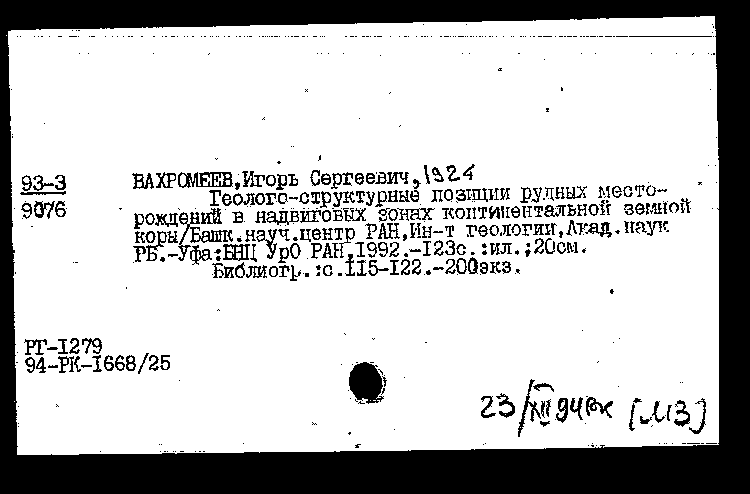 93-3
9076
ВАХРОМЕЕВ,Игорь Сергеевич,1924
Геолого-структурные позиции рудных место-
рождений в надвиговых зонах континентальной земной
коры/Башк.науч.центр РАН,Ин-т геологии,Акад.наук
РБ.-Уфа:БНЦ УрО РАН,1992.-123с.:ил.;20см.
Библиогр.:с.115-122.-200экз.
РГ-1279
94-РК-1668/25
23/XII 94 [МЗ]